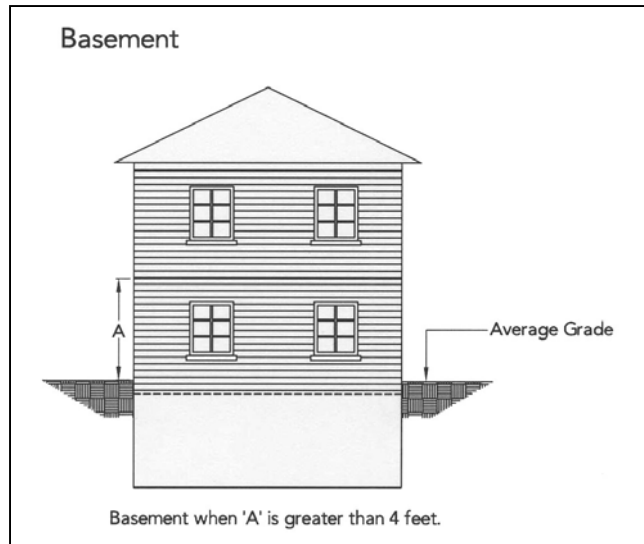 Basement
A
Average Grade
Basement when 'A' is greater than 4 feet.